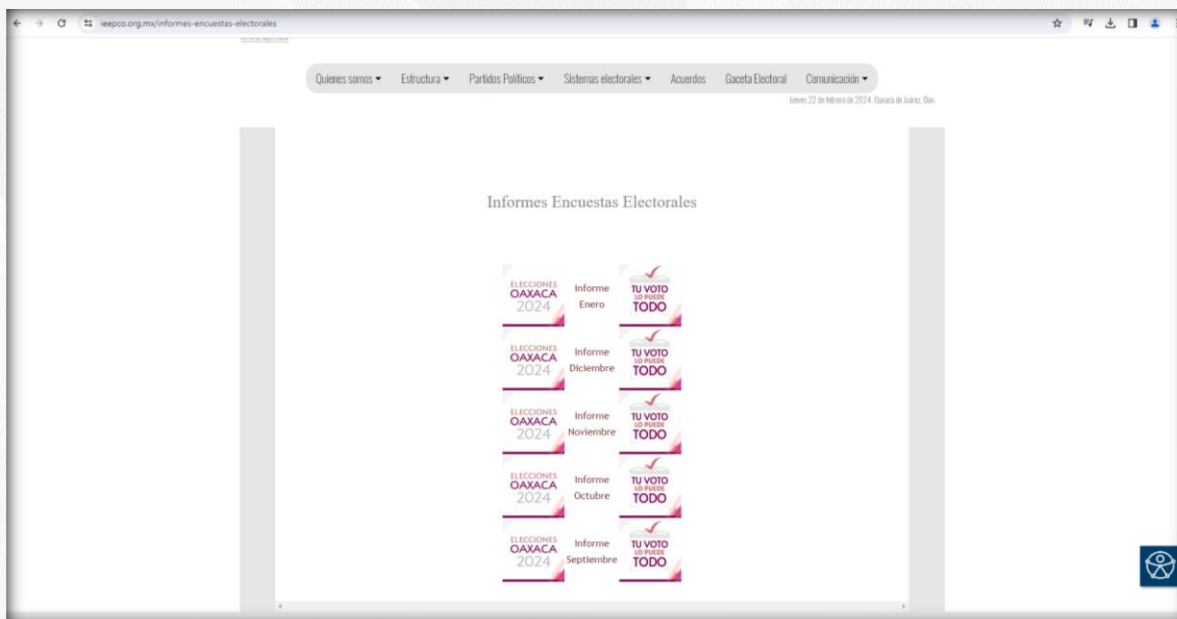 ieepco.org.mx/informes-encuestas-electorales
Quienes somos Estructura Partidos Políticos Sistemas electorales Acuerdos Gaceta Electoral Comunicación
Jueves 22 de febrero de 2024. Oaxaca de Juárez, Oax.
Informes Encuestas Electorales
ELECCIONES
OAXACA
2024
Informe
Enero
TU VOTO
LO PUEDE
TODO
ELECCIONES
OAXACA
2024
Informe
Diciembre
TU VOTO
LO PUEDE
TODO
ELECCIONES
OAXACA
2024
Informe
Noviembre
TU VOTO
LO PUEDE
TODO
ELECCIONES
OAXACA
2024
Informe
Octubre
TU VOTO
LO PUEDE
TODO
ELECCIONES
OAXACA
2024
Informe
Septiembre
TU VOTO
LO PUEDE
TODO